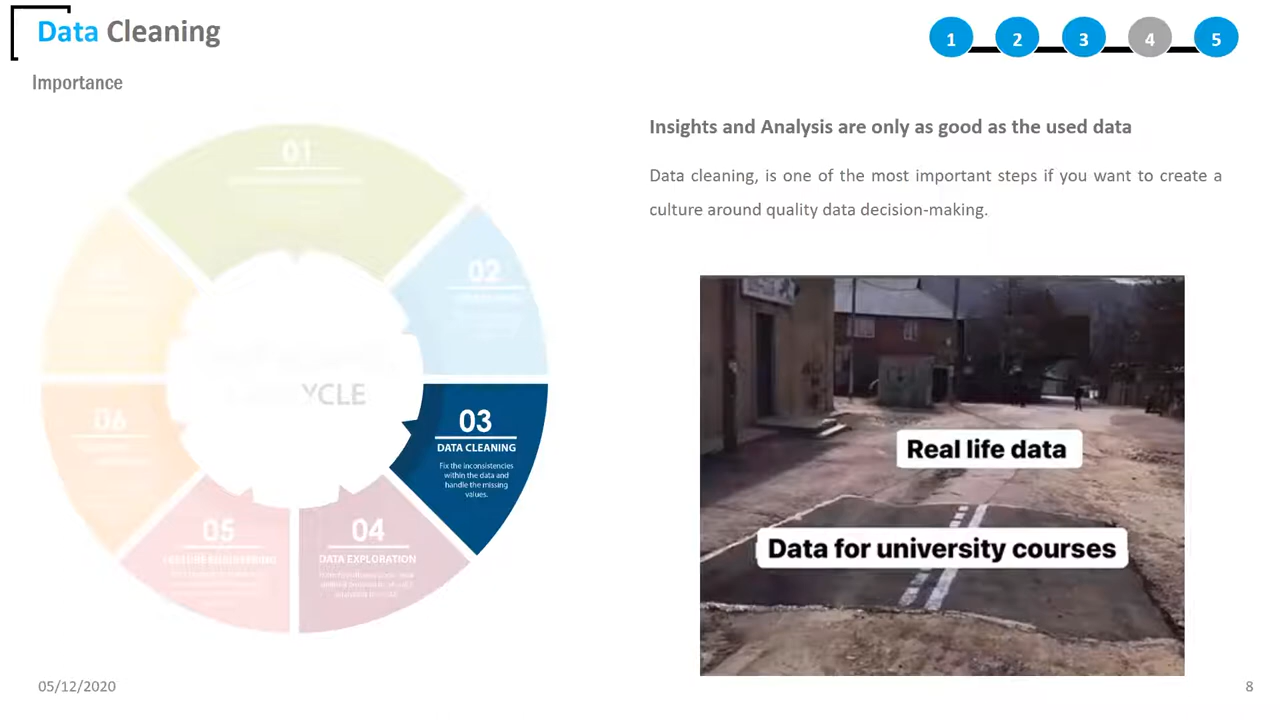 Data Cleaning
1 2 3 4 5
Importance
01
02
03
DATA CLEANING
Fix the inconsistencies
within the data and
handle the missing
values.
04
DATA EXPLORATION
05
06
YCLE
Insights and Analysis are only as good as the used data
Data cleaning, is one of the most important steps if you want to create a
culture around quality data decision-making.
Real life data
Data for university courses
05/12/2020
8